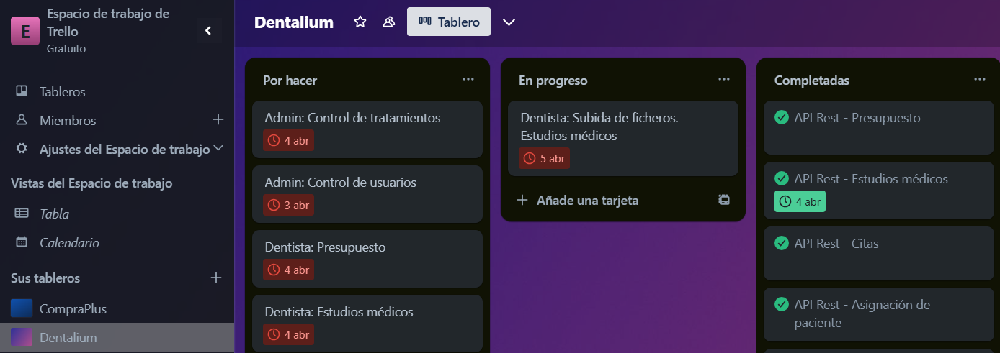 E
Espacio de trabajo de
Trello
Gratuito
Tableros
Miembros
Ajustes del Espacio de trabajo
Vistas del Espacio de trabajo
Tabla
Calendario
Sus tableros
CompraPlus
Dentalium
Dentalium
Tablero
Por hacer
Admin: Control de tratamientos
4 abr
Admin: Control de usuarios
3 abr
Dentista: Presupuesto
4 abr
Dentista: Estudios médicos
4 abr
En progreso
Dentista: Subida de ficheros.
Estudios médicos
5 abr
Añade una tarjeta
Completadas
API Rest - Presupuesto
API Rest - Estudios médicos
4 abr
API Rest - Citas
API Rest - Asignación de
paciente